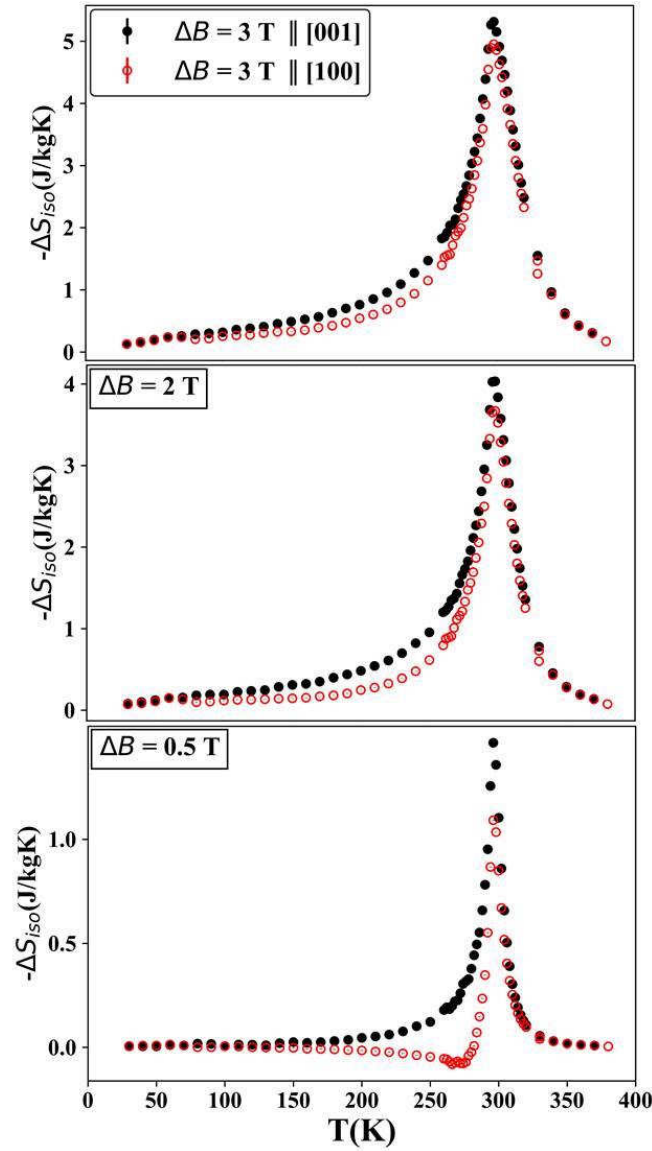 ΔB = 3 T ∥ [001]
ΔB = 3 T ∥ [100]
-ΔS_iso(J/kgK)
5
4
3
2
1
0
ΔB = 2 T
-ΔS_iso(J/kgK)
4
3
2
1
0
ΔB = 0.5 T
-ΔS_iso(J/kgK)
1.0
0.5
0.0
0 50 100 150 200 250 300 350 400
T(K)